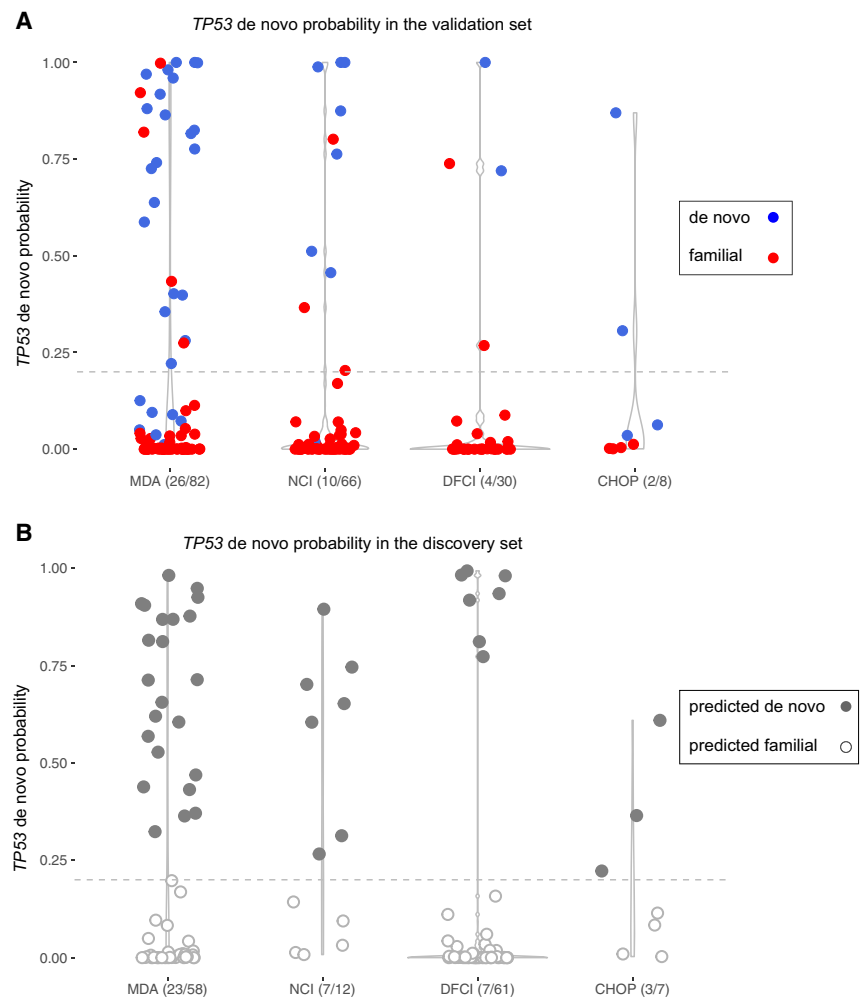 A
TP53 de novo probability in the validation set
TP53 de novo probability
1.00
0.75
0.50
0.25
0.00
MDA (26/82)
NCI (10/66)
DFCI (4/30)
CHOP (2/8)
de novo
familial
B
TP53 de novo probability in the discovery set
TP53 de novo probability
1.00
0.75
0.50
0.25
0.00
MDA (23/58)
NCI (7/12)
DFCI (7/61)
CHOP (3/7)
predicted de novo
predicted familial